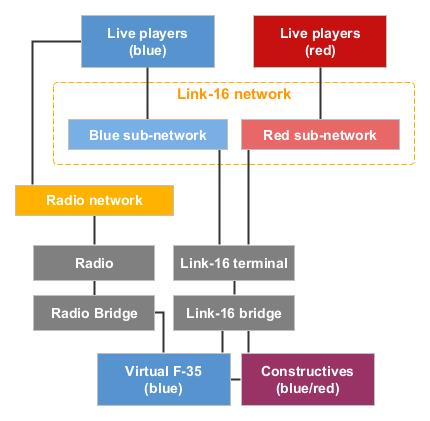 Live players
(blue)
Live players
(red)
Link-16 network
Blue sub-network
Red sub-network
Radio network
Radio
Link-16 terminal
Radio Bridge
Link-16 bridge
Virtual F-35
(blue)
Constructives
(blue/red)